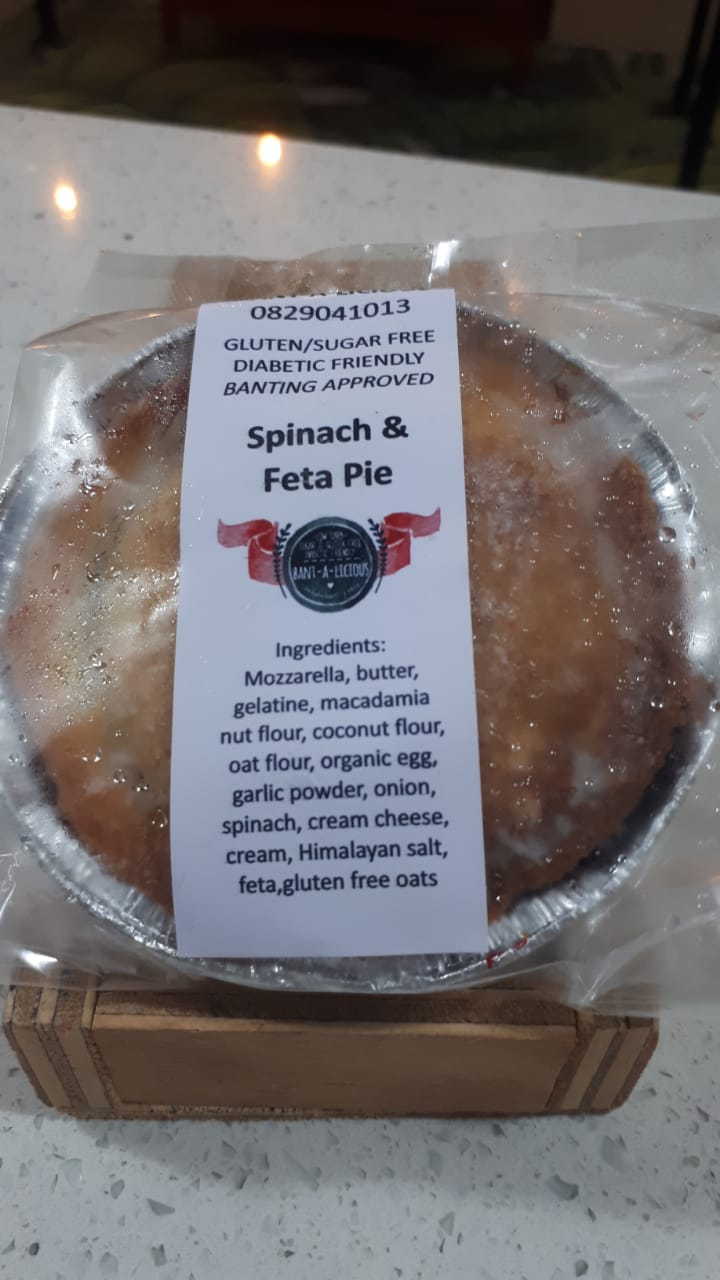 0829041013
GLUTEN/SUGAR FREE
DIABETIC FRIENDLY
BANTING APPROVED
Spinach &
Feta Pie
BANT-A-LICIOUS
Ingredients:
Mozzarella, butter,
gelatine, macadamia
nut flour, coconut flour,
oat flour, organic egg,
garlic powder, onion,
spinach, cream cheese,
cream, Himalayan salt,
feta,gluten free oats